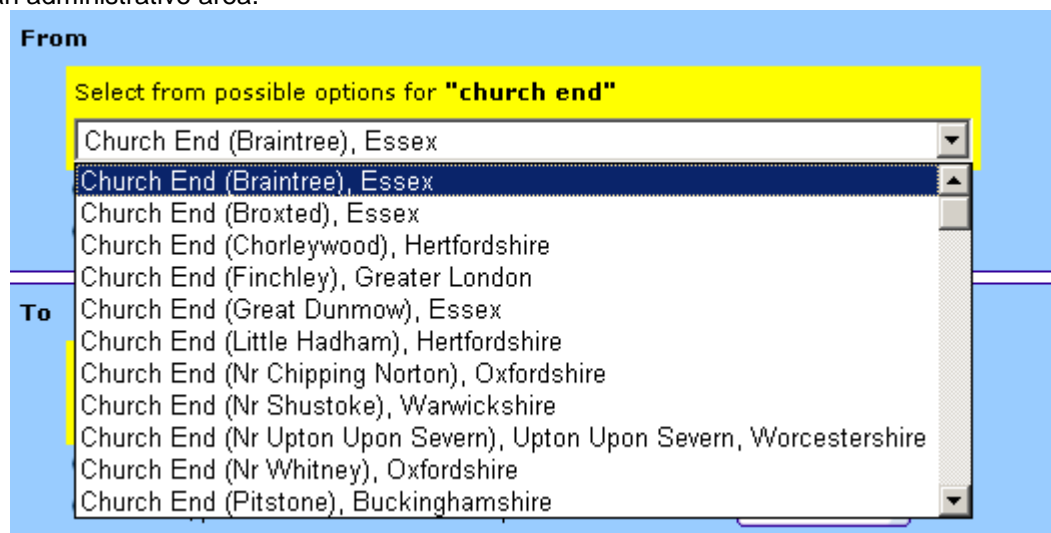 an administrative area.
From
Select from possible options for "church end"
Church End (Braintree), Essex
Church End (Braintree), Essex
Church End (Broxted), Essex
Church End (Chorleywood), Hertfordshire
Church End (Finchley), Greater London
Church End (Great Dunmow), Essex
To
Church End (Little Hadham), Hertfordshire
Church End (Nr Chipping Norton), Oxfordshire
Church End (Nr Shustoke), Warwickshire
Church End (Nr Upton Upon Severn), Upton Upon Severn, Worcestershire
Church End (Nr Whitney), Oxfordshire
Church End (Pitstone), Buckinghamshire